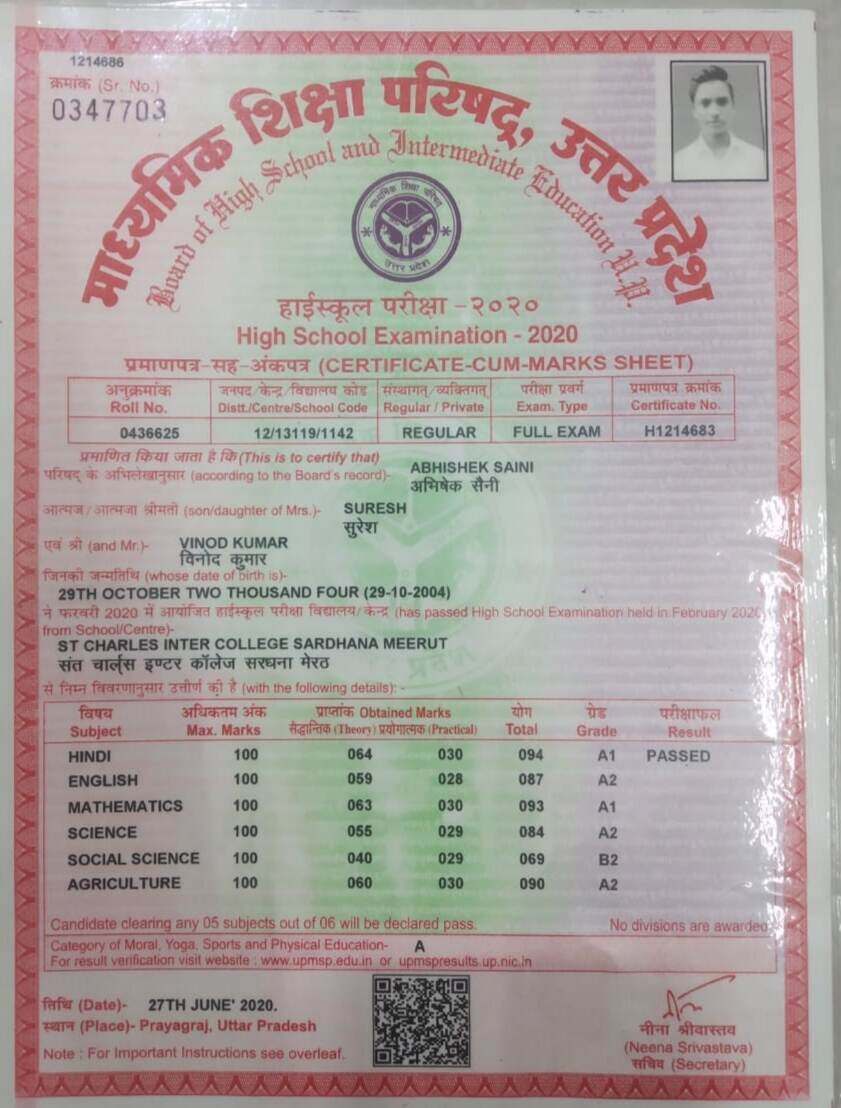 1214686
क्रमांक (Sr. No.)
0347703
माध्यमिक शिक्षा परिषद्, उत्तर प्रदेश
Board of High School and Intermediate Education U.P.
माध्यमिक शिक्षा परिषद्
उत्तर प्रदेश
हाईस्कूल परीक्षा - २०२०
High School Examination - 2020
प्रमाणपत्र-सह-अंकपत्र (CERTIFICATE-CUM-MARKS SHEET)
अनुक्रमांक जनपद/केन्द्र/विद्यालय कोड संस्थागत/व्यक्तिगत परीक्षा प्रवर्ग प्रमाणपत्र क्रमांक
Roll No. Distt./Centre/School Code Regular / Private Exam. Type Certificate No.
0436625 12/13119/1142 REGULAR FULL EXAM H1214683
प्रमाणित किया जाता है कि (This is to certify that)
परिषद् के अभिलेखानुसार (according to the Board's record)- ABHISHEK SAINI
अभिषेक सैनी
आत्मज/आत्मजा श्रीमती (son/daughter of Mrs.)- SURESH
सुरेश
एवं श्री (and Mr.)- VINOD KUMAR
विनोद कुमार
जिनकी जन्मतिथि (whose date of birth is)-
29TH OCTOBER TWO THOUSAND FOUR (29-10-2004)
ने फरवरी 2020 में आयोजित हाईस्कूल परीक्षा विद्यालय/केन्द्र (has passed High School Examination held in February 2020
from School/Centre)-
ST CHARLES INTER COLLEGE SARDHANA MEERUT
संत चार्ल्स इण्टर कॉलेज सरधना मेरठ
से निम्न विवरणानुसार उत्तीर्ण की है (with the following details): -
विषय अधिकतम अंक प्राप्तांक Obtained Marks योग ग्रेड परीक्षाफल
Subject Max. Marks सैद्धान्तिक (Theory) प्रयोगात्मक (Practical) Total Grade Result
HINDI 100 064 030 094 A1 PASSED
ENGLISH 100 059 028 087 A2
MATHEMATICS 100 063 030 093 A1
SCIENCE 100 055 029 084 A2
SOCIAL SCIENCE 100 040 029 069 B2
AGRICULTURE 100 060 030 090 A2
Candidate clearing any 05 subjects out of 06 will be declared pass. No divisions are awarded.
Category of Moral, Yoga, Sports and Physical Education- A
For result verification visit website : www.upmsp.edu.in or upmspresults.up.nic.in
तिथि (Date)- 27TH JUNE' 2020.
स्थान (Place)- Prayagraj, Uttar Pradesh
Note : For Important Instructions see overleaf.
नीना श्रीवास्तव
(Neena Srivastava)
सचिव (Secretary)